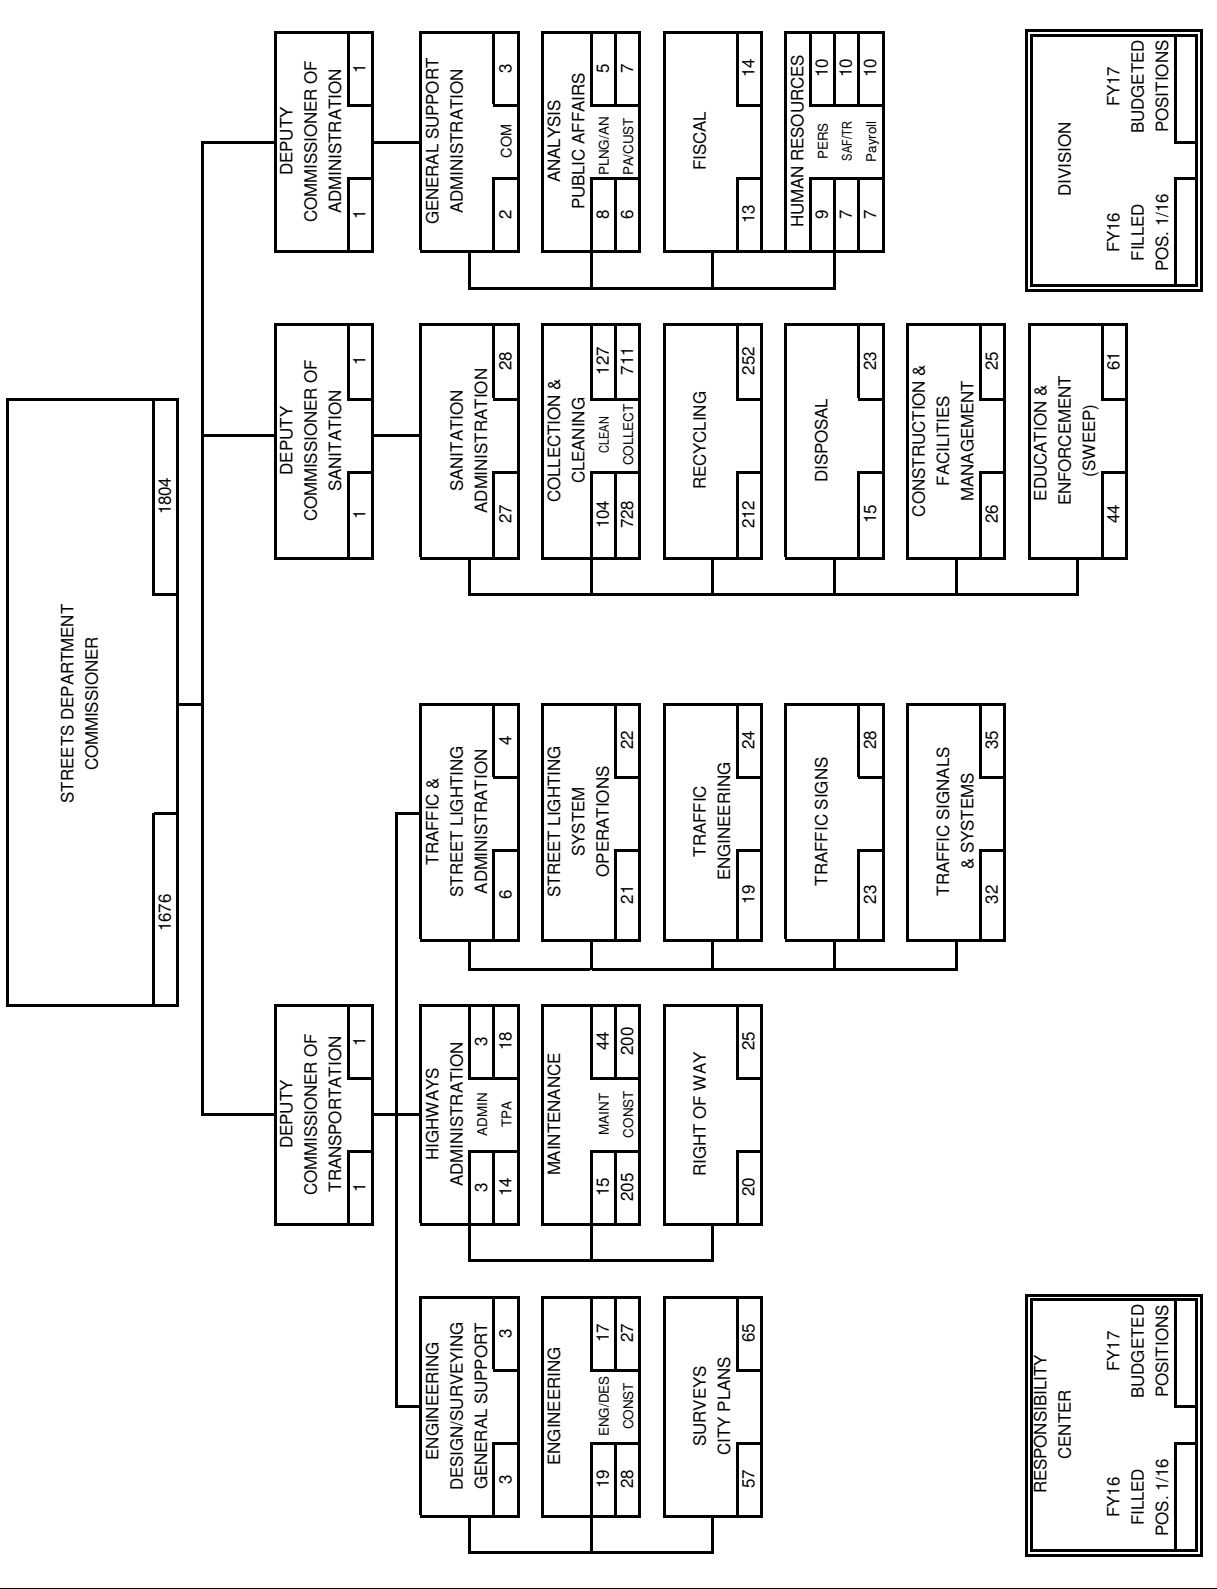 STREETS DEPARTMENT
COMMISSIONER
1676
1804
DEPUTY
COMMISSIONER OF
TRANSPORTATION
1
1
DEPUTY
COMMISSIONER OF
SANITATION
1
1
DEPUTY
COMMISSIONER OF
ADMINISTRATION
1
1
ENGINEERING
DESIGN/SURVEYING
GENERAL SUPPORT
3
3
ENGINEERING
19 ENG/DES 17
28 CONST 27
SURVEYS
CITY PLANS
57
65
HIGHWAYS
ADMINISTRATION
3 ADMIN 3
14 TPA 18
MAINTENANCE
15 MAINT 44
205 CONST 200
RIGHT OF WAY
20
25
TRAFFIC &
STREET LIGHTING
ADMINISTRATION
6
4
STREET LIGHTING
SYSTEM
OPERATIONS
21
22
TRAFFIC
ENGINEERING
19
24
TRAFFIC SIGNS
23
28
TRAFFIC SIGNALS
& SYSTEMS
32
35
SANITATION
ADMINISTRATION
27
28
COLLECTION &
CLEANING
104 CLEAN 127
728 COLLECT 711
RECYCLING
212
252
DISPOSAL
15
23
CONSTRUCTION &
FACILITIES
MANAGEMENT
26
25
EDUCATION &
ENFORCEMENT
(SWEEP)
44
61
GENERAL SUPPORT
ADMINISTRATION
2 COM 3
ANALYSIS
PUBLIC AFFAIRS
8 PLNG/AN 5
6 PA/CUST 7
FISCAL
13
14
HUMAN RESOURCES
9 PERS 10
7 SAF/TR 10
7 Payroll 10
RESPONSIBILITY
CENTER
FY16 FY17
FILLED BUDGETED
POS. 1/16 POSITIONS
DIVISION
FY16 FY17
FILLED BUDGETED
POS. 1/16 POSITIONS